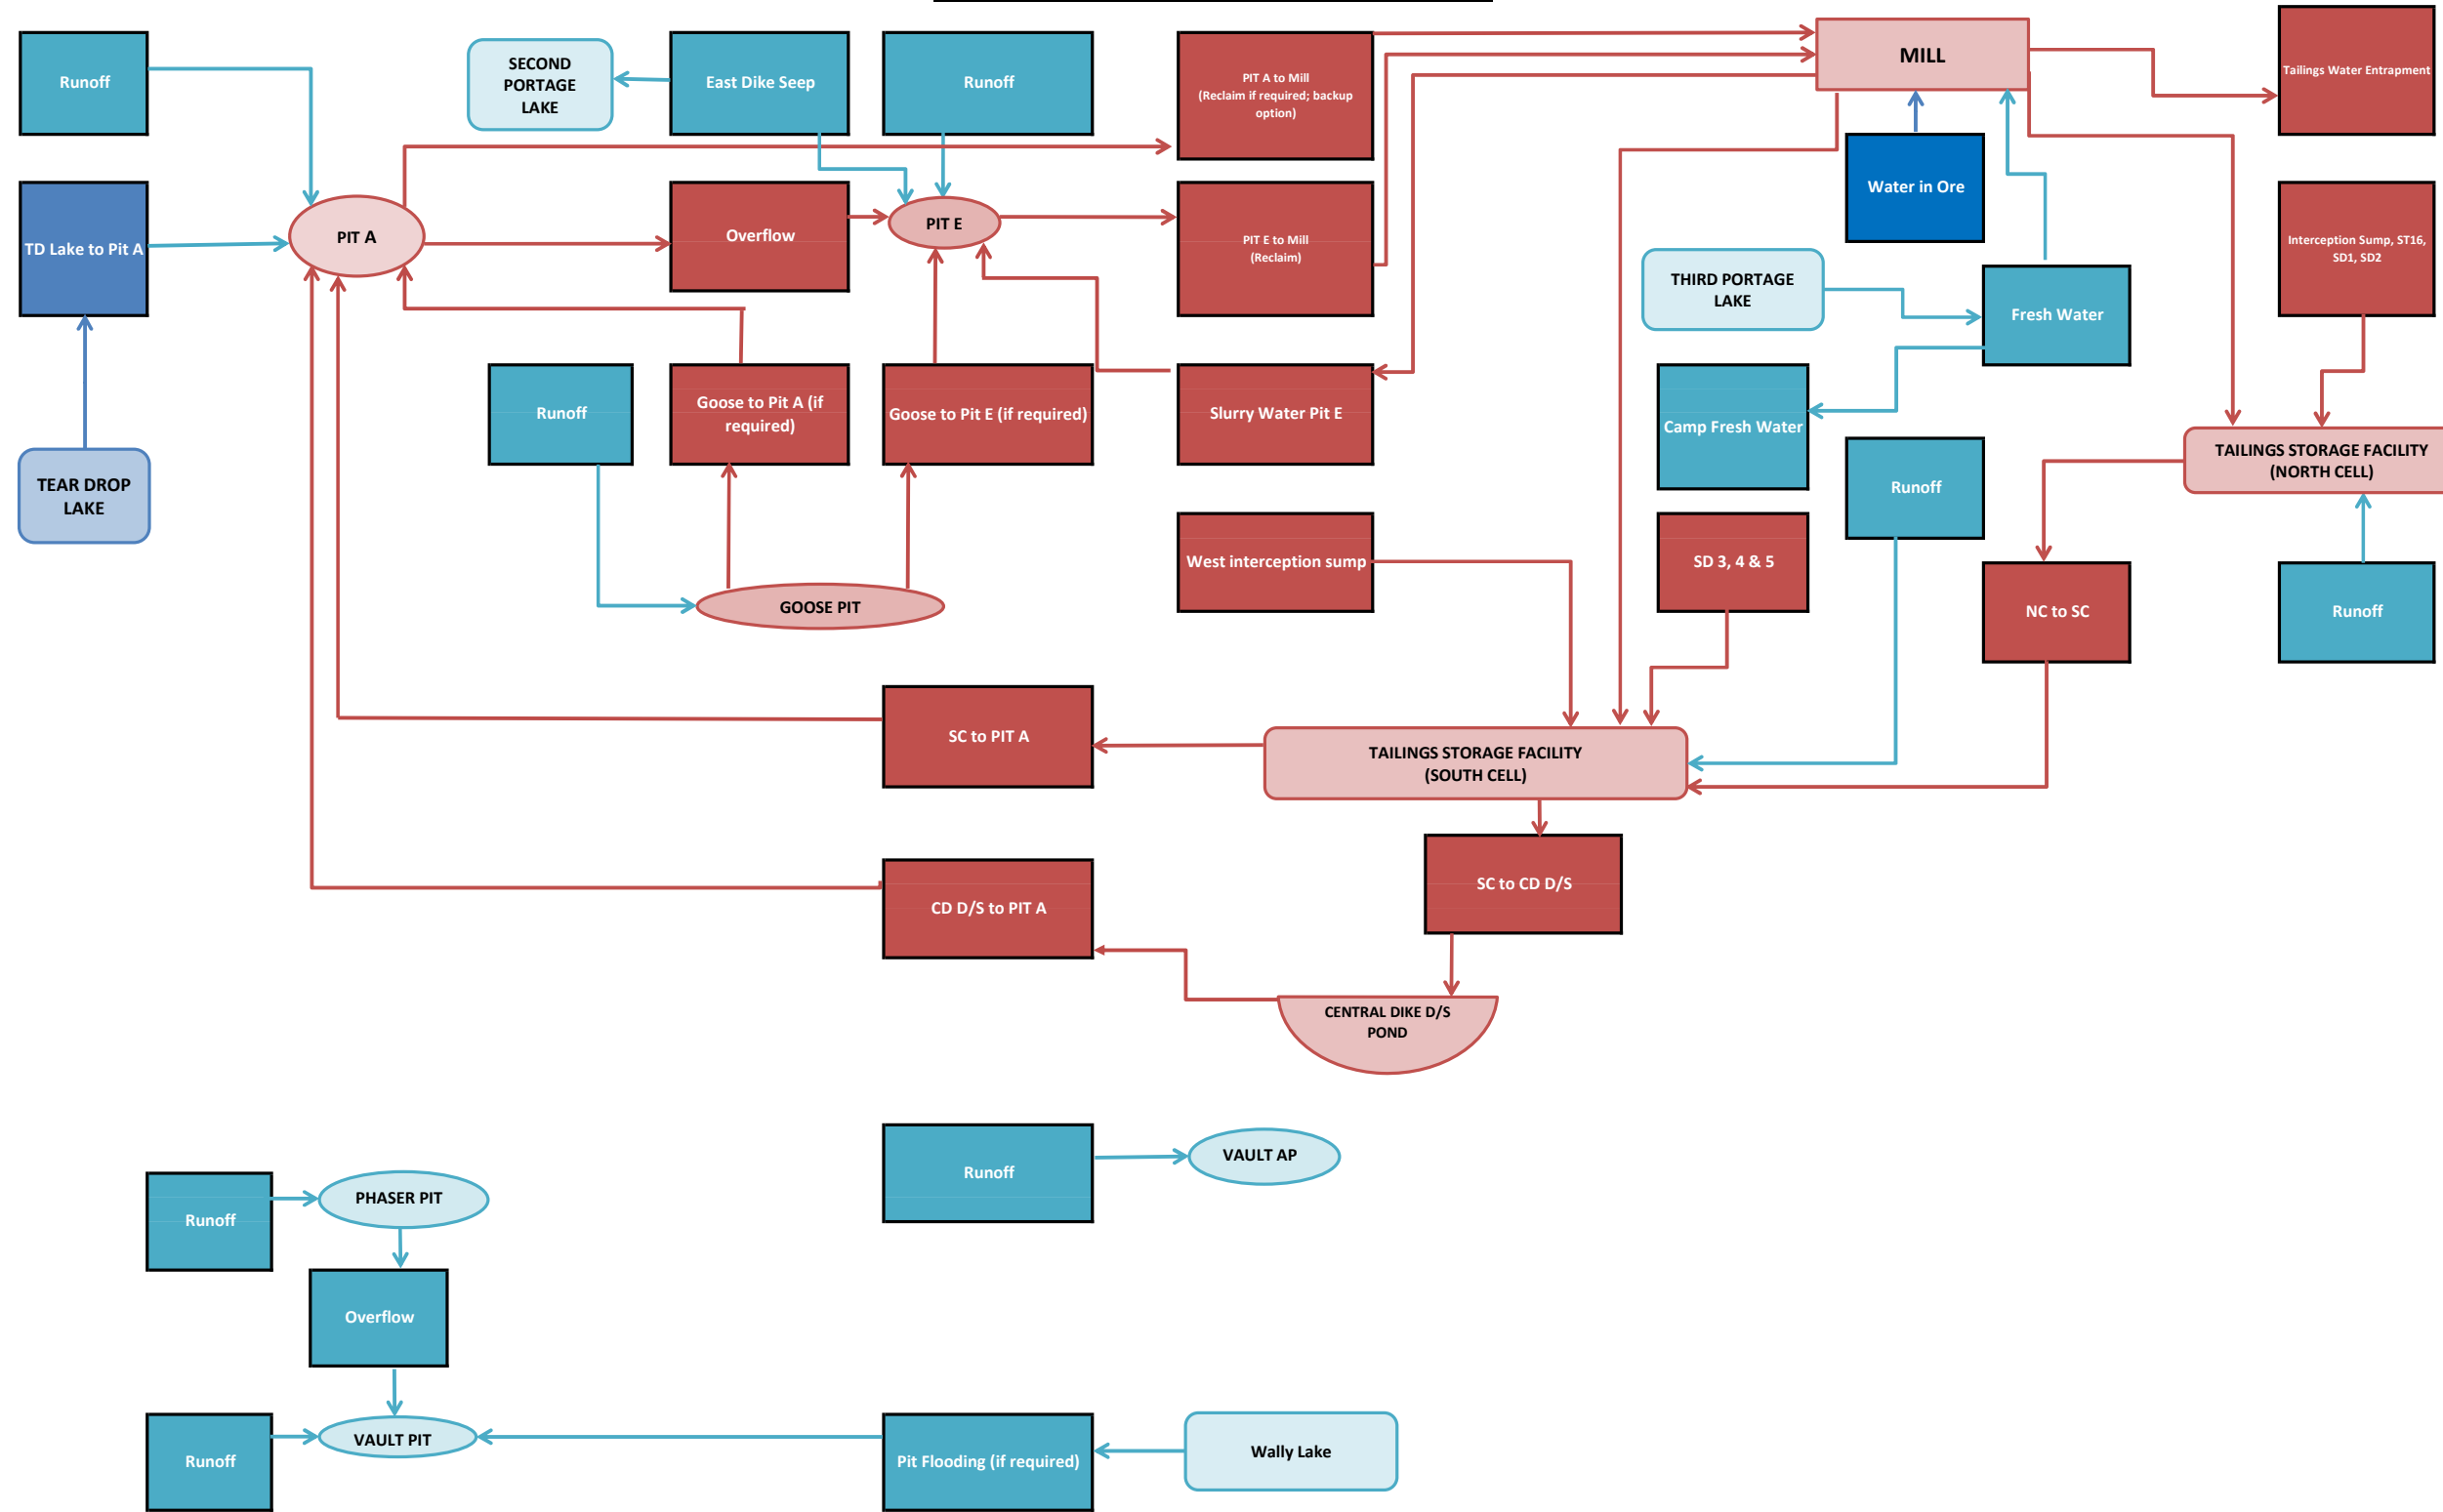 Runoff
SECOND
PORTAGE
LAKE
East Dike Seep
Runoff
PIT A to Mill
(Reclaim if required; backup
option)
MILL
Tailings Water Entrapment
TD Lake to Pit A
PIT A
Overflow
PIT E
PIT E to Mill
(Reclaim)
Water in Ore
Interception Sump, ST16,
SD1, SD2
THIRD PORTAGE
LAKE
Fresh Water
Runoff
Goose to Pit A (if
required)
Goose to Pit E (if required)
Slurry Water Pit E
Camp Fresh Water
TAILINGS STORAGE FACILITY
(NORTH CELL)
TEAR DROP
LAKE
Runoff
West interception sump
SD 3, 4 & 5
GOOSE PIT
NC to SC
Runoff
SC to PIT A
TAILINGS STORAGE FACILITY
(SOUTH CELL)
CD D/S to PIT A
SC to CD D/S
CENTRAL DIKE D/S
POND
Runoff
VAULT AP
Runoff
PHASER PIT
Overflow
Runoff
VAULT PIT
Pit Flooding (if required)
Wally Lake